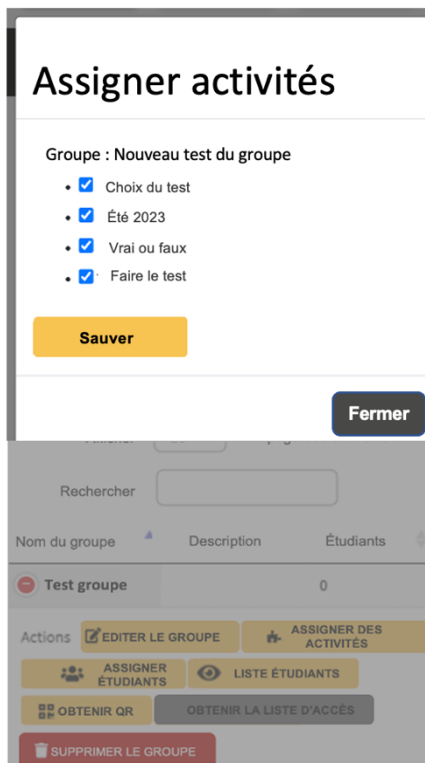 Assigner activités
Groupe : Nouveau test du groupe
• Choix du test
• Été 2023
• Vrai ou faux
• Faire le test
Sauver
Fermer
Rechercher
Nom du groupe Description Étudiants
Test groupe 0
Actions EDITER LE GROUPE ASSIGNER DES
ACTIVITÉS
ASSIGNER
ÉTUDIANTS LISTE ÉTUDIANTS
OBTENIR QR OBTENIR LA LISTE D'ACCÈS
SUPPRIMER LE GROUPE